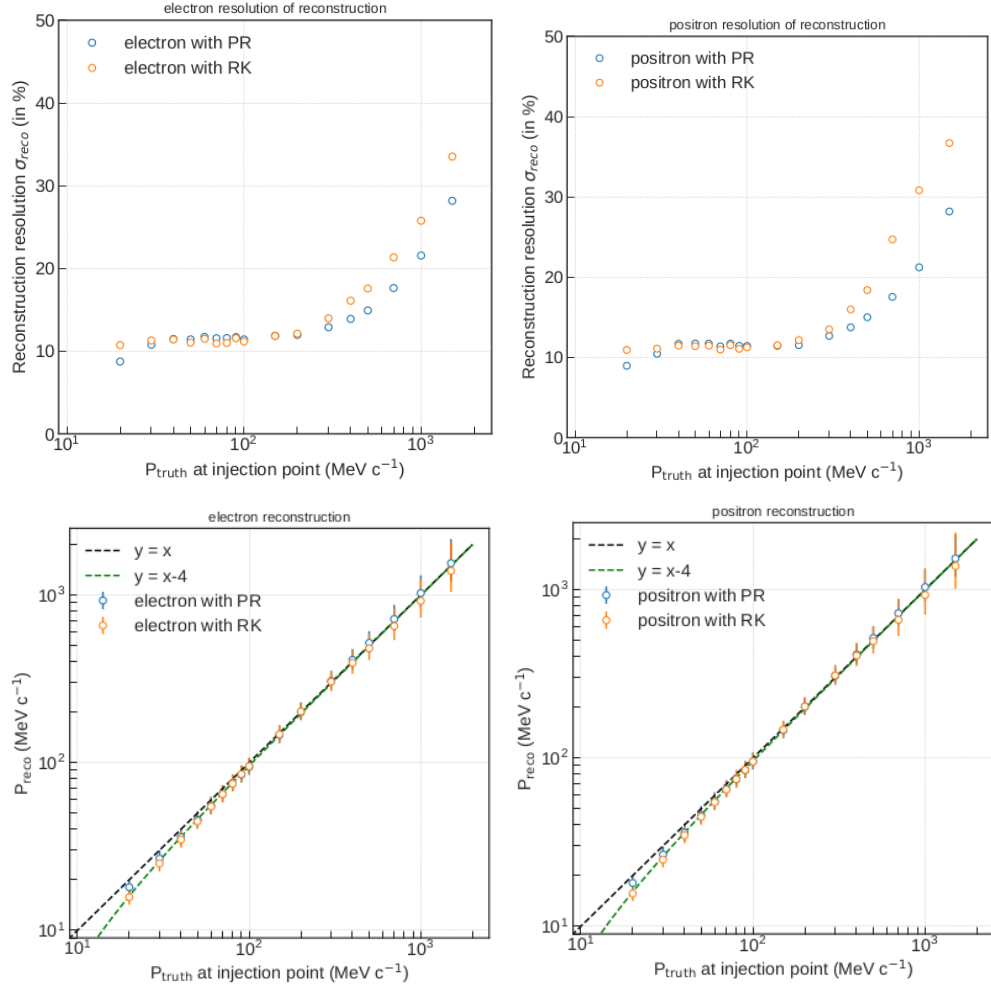 electron resolution of reconstruction
50
40
30
20
10
0
Reconstruction resolution σreco (in %)
electron with PR
electron with RK
10¹
10²
10³
Ptruth at injection point (MeV c⁻¹)
positron resolution of reconstruction
50
40
30
20
10
0
Reconstruction resolution σreco (in %)
positron with PR
positron with RK
10¹
10²
10³
Ptruth at injection point (MeV c⁻¹)
electron reconstruction
10³
10²
10¹
Preco (MeV c⁻¹)
y = x
y = x-4
electron with PR
electron with RK
10¹
10²
10³
Ptruth at injection point (MeV c⁻¹)
positron reconstruction
10³
10²
10¹
Preco (MeV c⁻¹)
y = x
y = x-4
positron with PR
positron with RK
10¹
10²
10³
Ptruth at injection point (MeV c⁻¹)